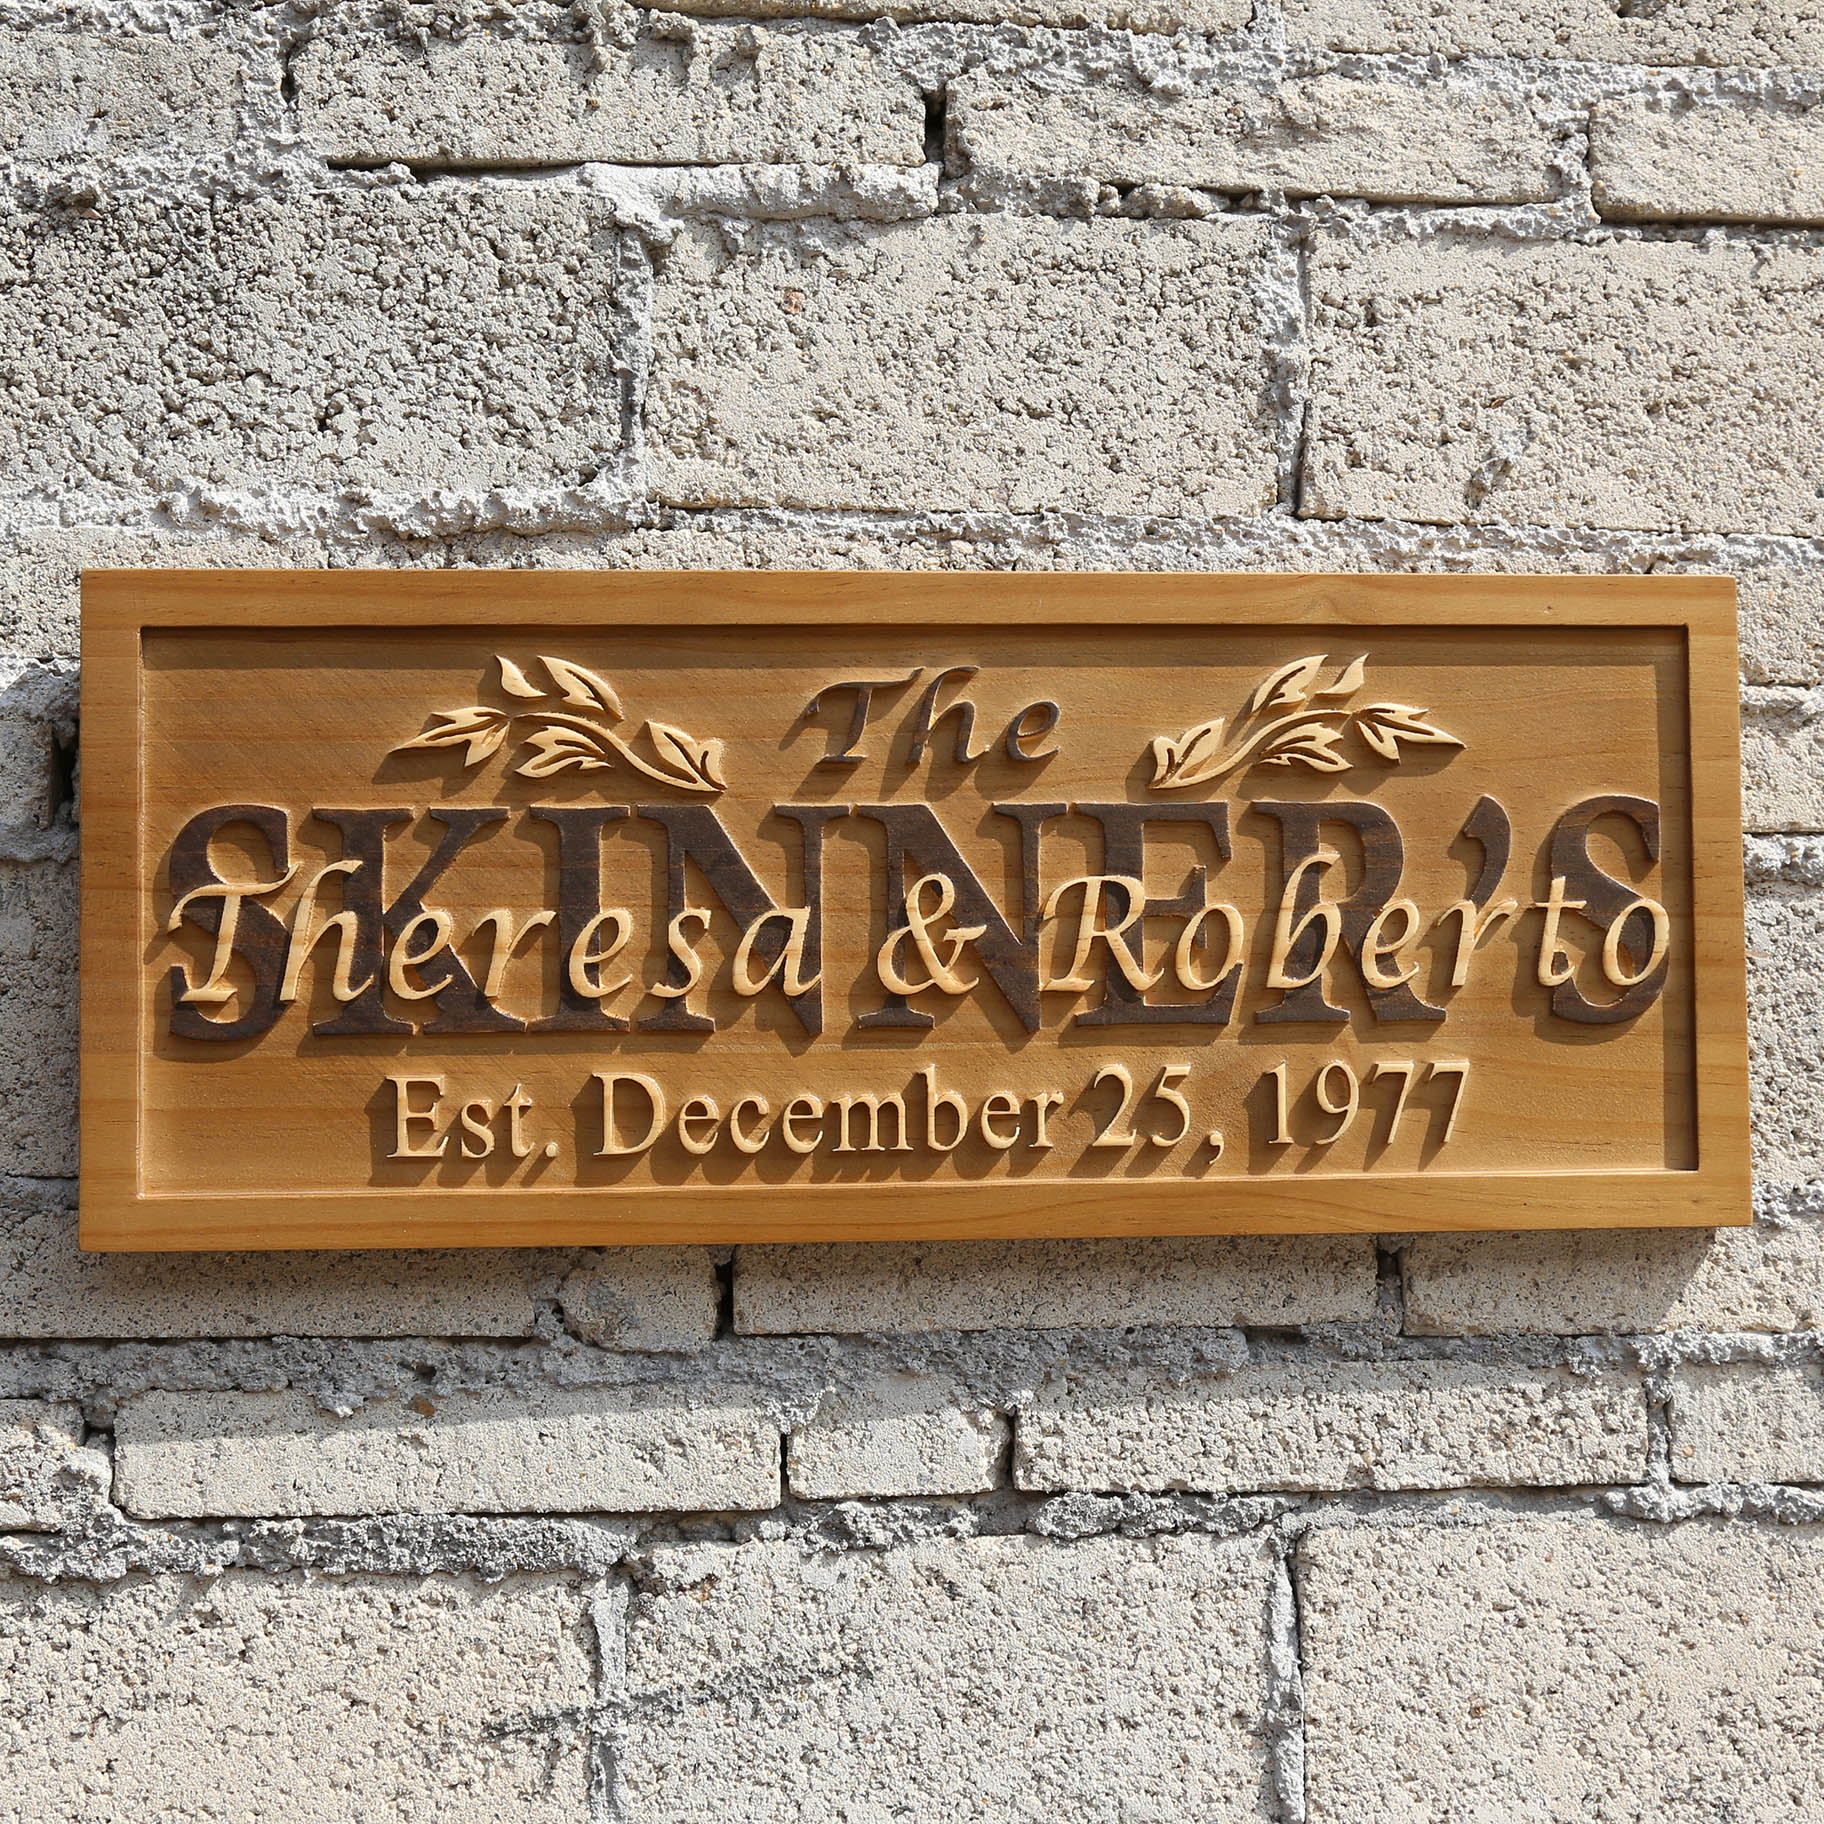 The
SKINNER'S
Theresa & Roberto
Est. December 25, 1977